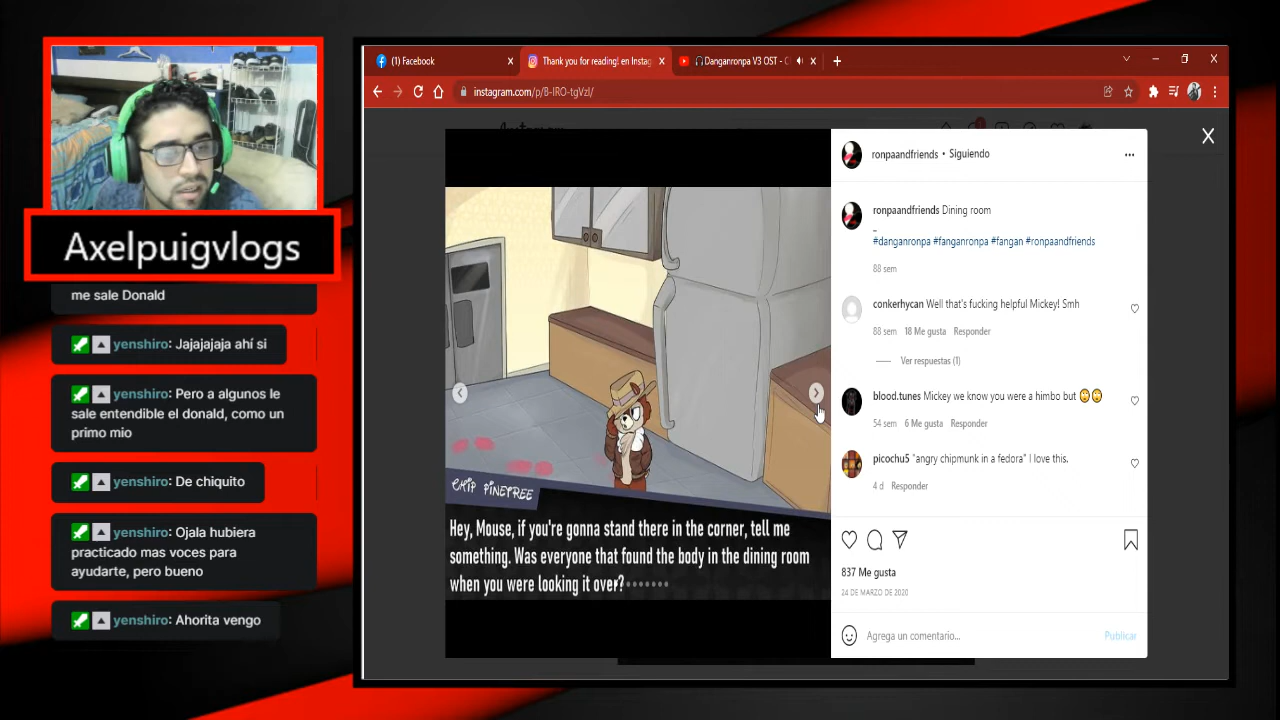 Axelpuigvlogs
me sale Donald
yenshiro: Jajajajaja ahí si
yenshiro: Pero a algunos le
sale entendible el donald, como un
primo mio
yenshiro: De chiquito
yenshiro: Ojala hubiera
practicado mas voces para
ayudarte, pero bueno
yenshiro: Ahorita vengo
(1) Facebook
Thank you for reading! en Instag
Danganronpa V3 OST -
instagram.com/p/B-IRO-tgVzl/
CHIP PINETREE
Hey, Mouse, if you're gonna stand there in the corner, tell me
something. Was everyone that found the body in the dining room
when you were looking it over?
ronpaandfriends • Siguiendo
ronpaandfriends Dining room
_
#danganronpa #fanganronpa #fangan #ronpaandfriends
88 sem
conkerhycan Well that's fucking helpful Mickey! Smh
88 sem 18 Me gusta Responder
Ver respuestas (1)
blood.tunes Mickey we know you were a himbo but 🙄🙄
54 sem 6 Me gusta Responder
picochu5 "angry chipmunk in a fedora" I love this.
4 d Responder
837 Me gusta
24 DE MARZO DE 2020
Agrega un comentario...
Publicar